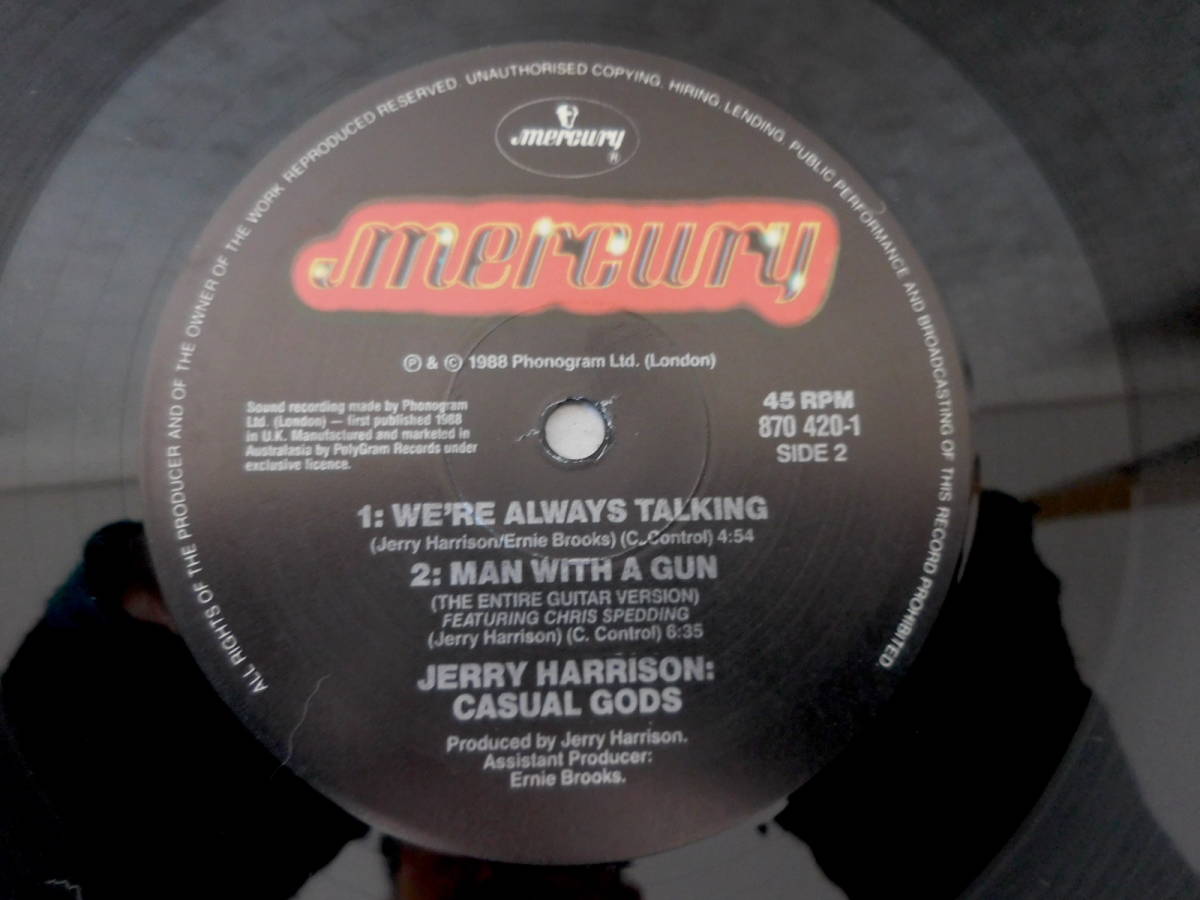 ALL RIGHTS OF THE PRODUCER AND OF THE OWNER OF THE WORK REPRODUCED RESERVED. UNAUTHORISED COPYING, HIRING, LENDING, PUBLIC PERFORMANCE AND BROADCASTING OF THIS RECORD PROHIBITED
mercury
®
mercury
℗ & © 1988 Phonogram Ltd. (London)
Sound recording made by Phonogram
Ltd. (London) — first published 1988
in U.K. Manufactured and marketed in
Australasia by PolyGram Records under
exclusive licence.
45 RPM
870 420-1
SIDE 2
1: WE'RE ALWAYS TALKING
(Jerry Harrison/Ernie Brooks) (C. Control) 4:54
2: MAN WITH A GUN
(THE ENTIRE GUITAR VERSION)
FEATURING CHRIS SPEDDING
(Jerry Harrison) (C. Control) 6:35
JERRY HARRISON:
CASUAL GODS
Produced by Jerry Harrison.
Assistant Producer:
Ernie Brooks.